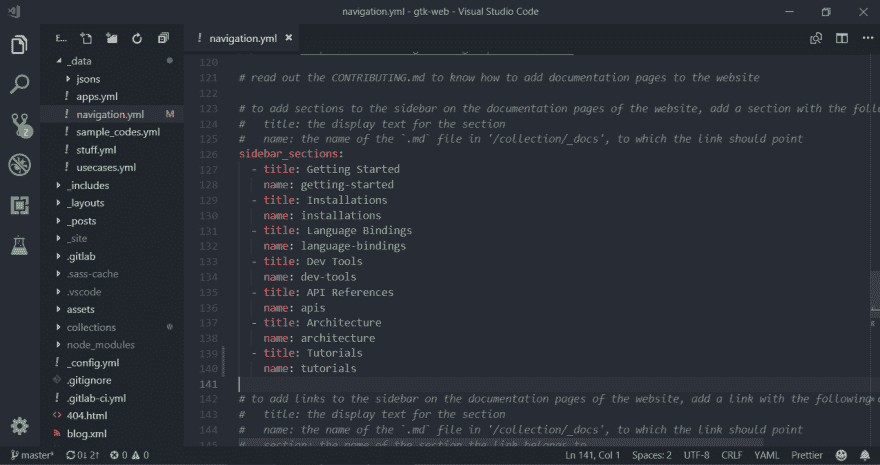 navigation.yml - gtk-web - Visual Studio Code
E...
! navigation.yml ×
_data
jsons
! apps.yml
! navigation.yml M
! sample_codes.yml
! stuff.yml
! usecases.yml
_includes
_layouts
_posts
_site
.gitlab
.sass-cache
.vscode
assets
collections
node_modules
! _config.yml
.gitignore
! .gitlab-ci.yml
<> 404.html
blog.xml
2
120
121 # read out the CONTRIBUTING.md to know how to add documentation pages to the website
122
123 # to add sections to the sidebar on the documentation pages of the website, add a section with the follo
124 #   title: the display text for the section
125 #   name: the name of the `.md` file in '/collection/_docs', to which the link should point
126 sidebar_sections:
127   - title: Getting Started
128     name: getting-started
129   - title: Installations
130     name: installations
131   - title: Language Bindings
132     name: language-bindings
133   - title: Dev Tools
134     name: dev-tools
135   - title: API References
136     name: apis
137   - title: Architecture
138     name: architecture
139   - title: Tutorials
140     name: tutorials
141
142 # to add links to the sidebar on the documentation pages of the website, add a link with the following
143 #   title: the display text for the section
144 #   name: the name of the `.md` file in '/collection/_docs', to which the link should point
145 #   section: the name of the section the link belongs to
master* 0↓ 2↑ 0 0 Ln 141, Col 1 Spaces: 2 UTF-8 CRLF YAML Prettier